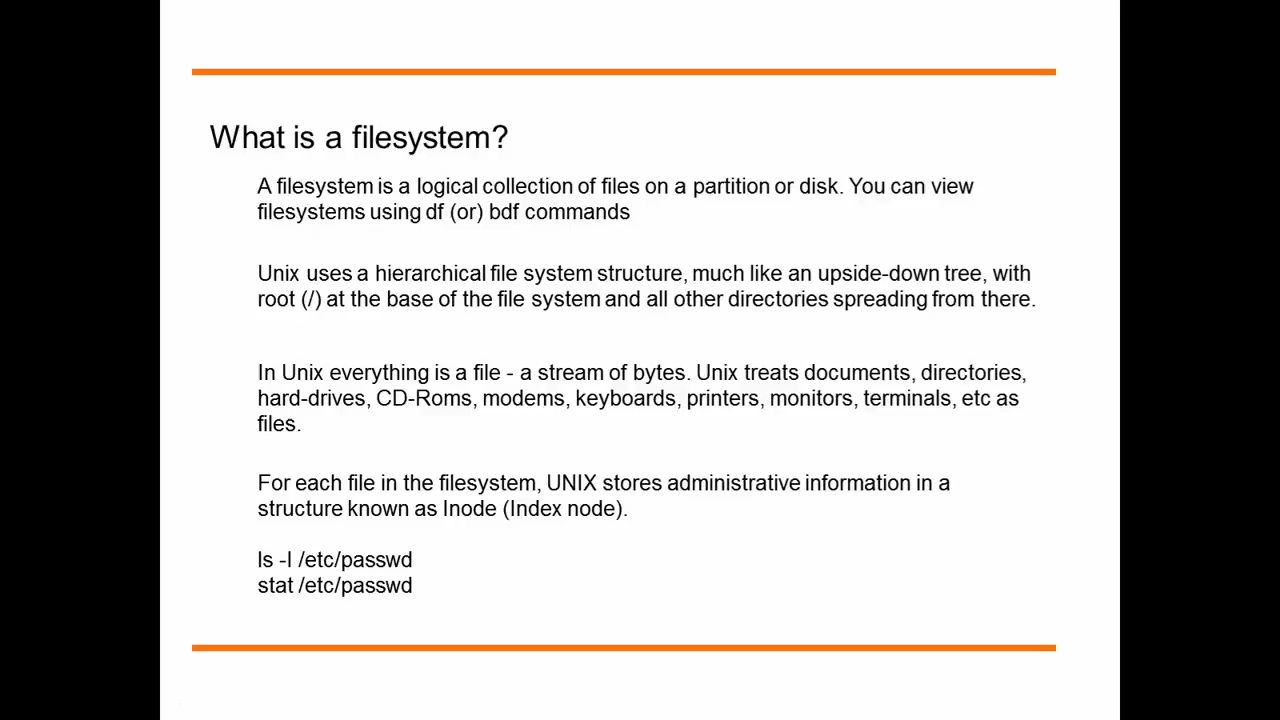 What is a filesystem?
A filesystem is a logical collection of files on a partition or disk. You can view
filesystems using df (or) bdf commands
Unix uses a hierarchical file system structure, much like an upside-down tree, with
root (/) at the base of the file system and all other directories spreading from there.
In Unix everything is a file - a stream of bytes. Unix treats documents, directories,
hard-drives, CD-Roms, modems, keyboards, printers, monitors, terminals, etc as
files.
For each file in the filesystem, UNIX stores administrative information in a
structure known as Inode (Index node).
ls -l /etc/passwd
stat /etc/passwd